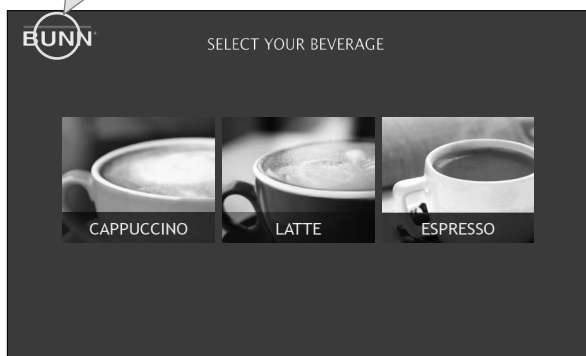 BUNN
SELECT YOUR BEVERAGE
CAPPUCCINO
LATTE
ESPRESSO